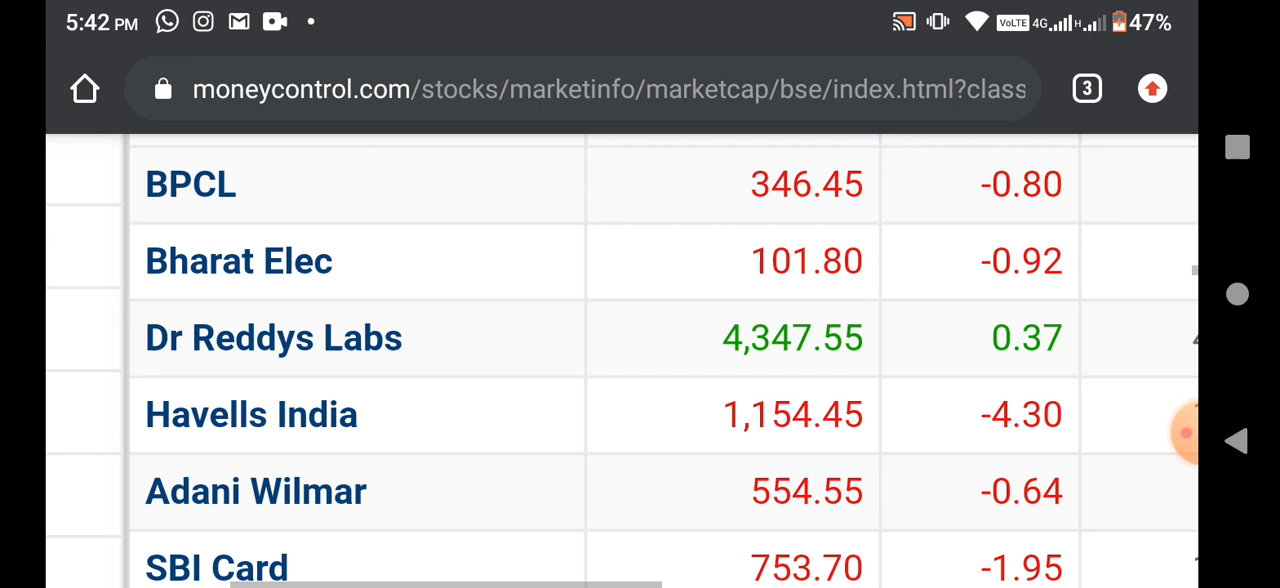 5:42 PM VoLTE 4G H 47%
moneycontrol.com/stocks/marketinfo/marketcap/bse/index.html?class 3
BPCL 346.45 -0.80
Bharat Elec 101.80 -0.92
Dr Reddys Labs 4,347.55 0.37
Havells India 1,154.45 -4.30
Adani Wilmar 554.55 -0.64
SBI Card 753.70 -1.95